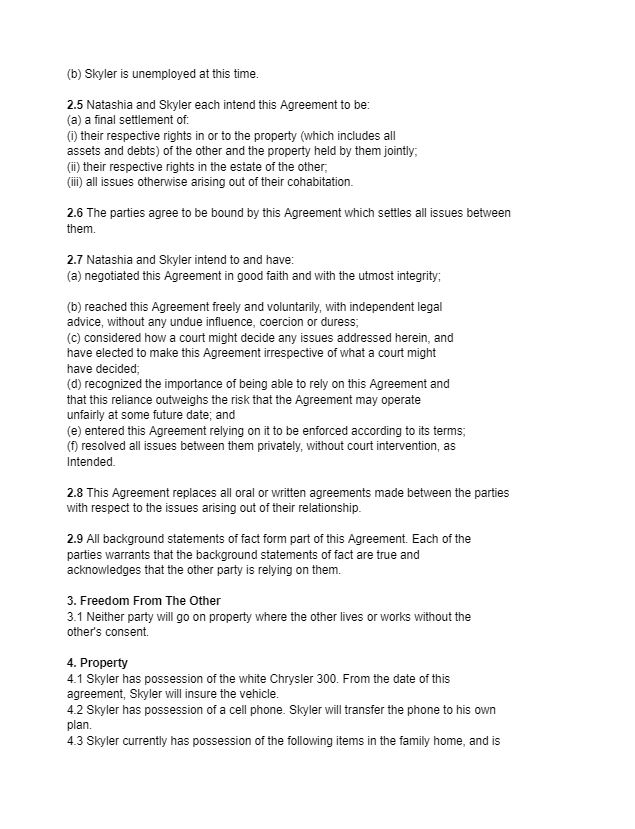 (b) Skyler is unemployed at this time.
2.5 Natashia and Skyler each intend this Agreement to be:
(a) a final settlement of:
(i) their respective rights in or to the property (which includes all
assets and debts) of the other and the property held by them jointly;
(ii) their respective rights in the estate of the other;
(iii) all issues otherwise arising out of their cohabitation.
2.6 The parties agree to be bound by this Agreement which settles all issues between
them.
2.7 Natashia and Skyler intend to and have:
(a) negotiated this Agreement in good faith and with the utmost integrity;
(b) reached this Agreement freely and voluntarily, with independent legal
advice, without any undue influence, coercion or duress;
(c) considered how a court might decide any issues addressed herein, and
have elected to make this Agreement irrespective of what a court might
have decided;
(d) recognized the importance of being able to rely on this Agreement and
that this reliance outweighs the risk that the Agreement may operate
unfairly at some future date; and
(e) entered this Agreement relying on it to be enforced according to its terms;
(f) resolved all issues between them privately, without court intervention, as
Intended.
2.8 This Agreement replaces all oral or written agreements made between the parties
with respect to the issues arising out of their relationship.
2.9 All background statements of fact form part of this Agreement. Each of the
parties warrants that the background statements of fact are true and
acknowledges that the other party is relying on them.
3. Freedom From The Other
3.1 Neither party will go on property where the other lives or works without the
other's consent.
4. Property
4.1 Skyler has possession of the white Chrysler 300. From the date of this
agreement, Skyler will insure the vehicle.
4.2 Skyler has possession of a cell phone. Skyler will transfer the phone to his own
plan.
4.3 Skyler currently has possession of the following items in the family home, and is